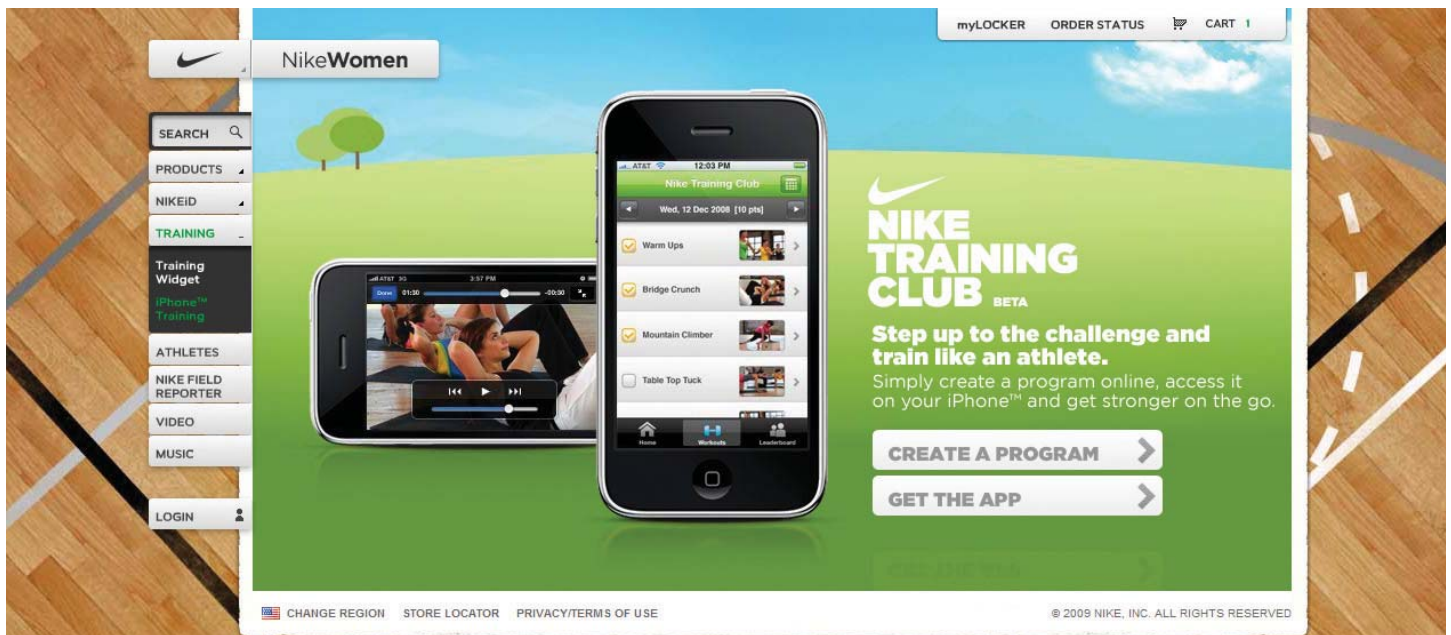 myLOCKER ORDER STATUS CART 1
NikeWomen
SEARCH
PRODUCTS
NIKEiD
TRAINING
Training
Widget
iPhone™
Training
ATHLETES
NIKE FIELD
REPORTER
VIDEO
MUSIC
LOGIN
AT&T 3G 3:57 PM
Done 01:30 -00:30
AT&T 12:03 PM
Nike Training Club
Wed, 12 Dec 2008 [10 pts]
Warm Ups
Bridge Crunch
Mountain Climber
Table Top Tuck
Home Workouts Leaderboard
NIKE
TRAINING
CLUB BETA
Step up to the challenge and
train like an athlete.
Simply create a program online, access it
on your iPhone™ and get stronger on the go.
CREATE A PROGRAM
GET THE APP
CHANGE REGION STORE LOCATOR PRIVACY/TERMS OF USE
© 2009 NIKE, INC. ALL RIGHTS RESERVED